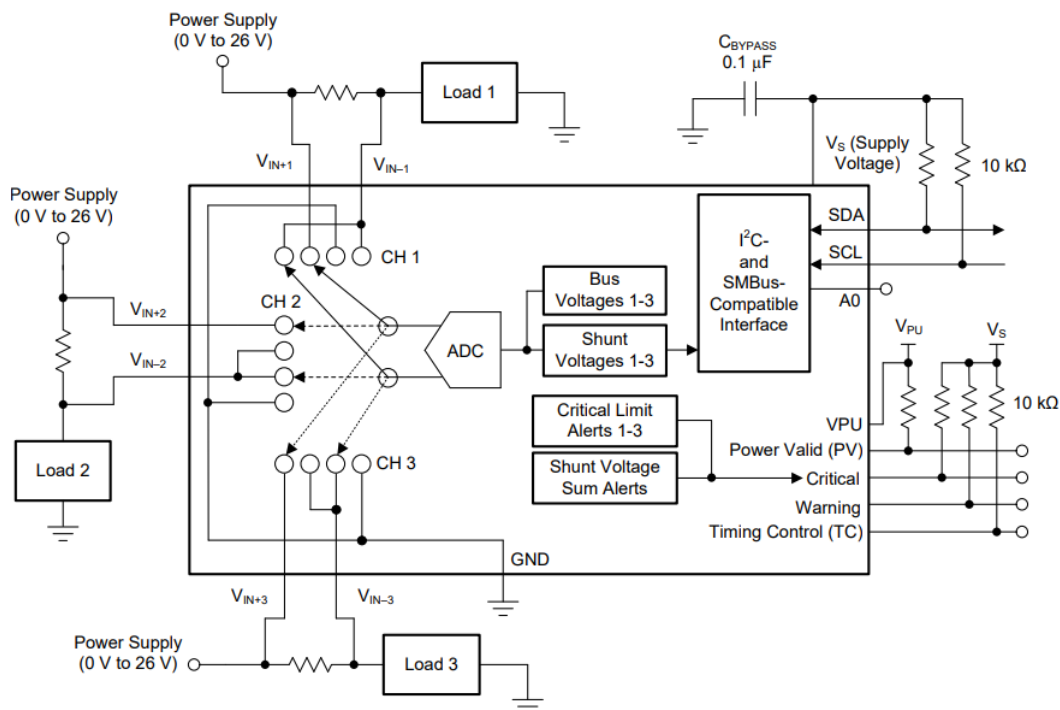 Power Supply
(0 V to 26 V)
Load 1
CBYPASS
0.1 µF
VIN+1
VIN–1
VS (Supply
Voltage)
10 kΩ
Power Supply
(0 V to 26 V)
SDA
SCL
A0
I2C-
and
SMBus-
Compatible
Interface
CH 1
CH 2
VIN+2
VIN–2
Bus
Voltages 1-3
ADC
Shunt
Voltages 1-3
VPU
VS
10 kΩ
Critical Limit
Alerts 1-3
Shunt Voltage
Sum Alerts
VPU
Power Valid (PV)
Critical
Warning
Timing Control (TC)
Load 2
CH 3
GND
VIN+3
VIN–3
Power Supply
(0 V to 26 V)
Load 3